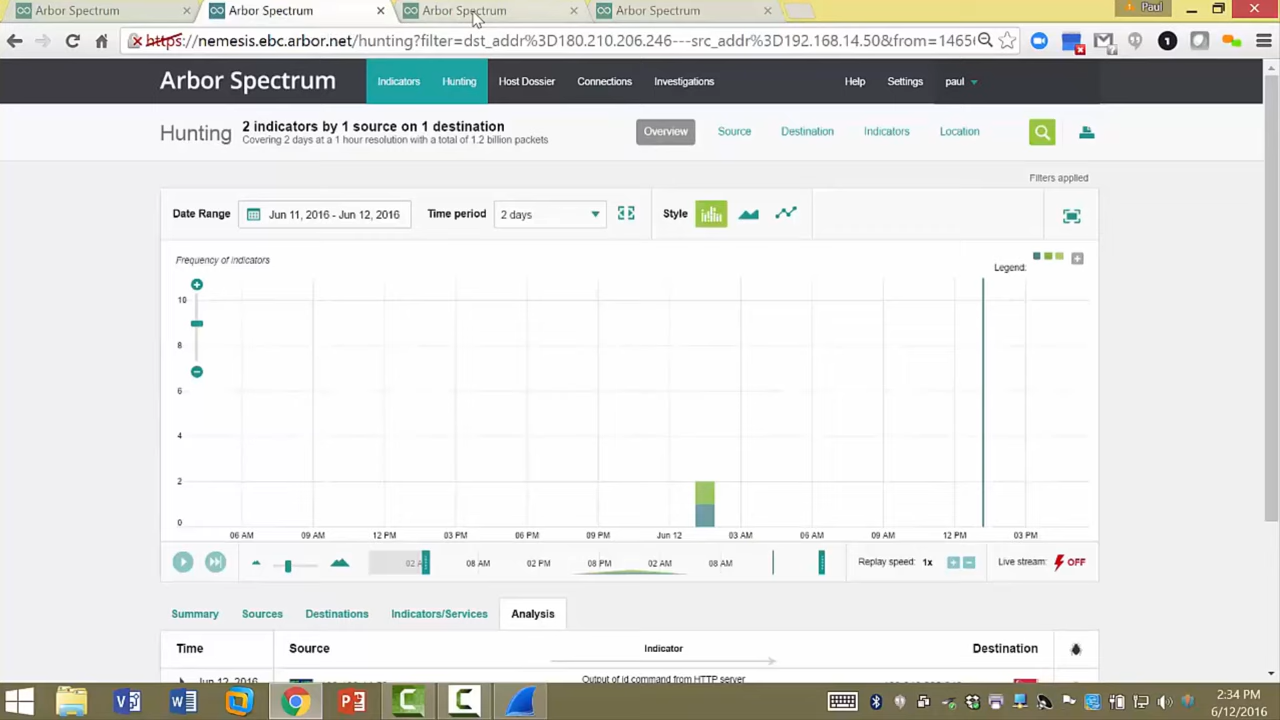 Arbor Spectrum
Arbor Spectrum
Arbor Spectrum
Arbor Spectrum
Paul
https://nemesis.ebc.arbor.net/hunting?filter=dst_addr%3D180.210.206.246---src_addr%3D192.168.14.50&from=1465
Arbor Spectrum
Indicators
Hunting
Host Dossier
Connections
Investigations
Help
Settings
paul
Hunting
2 indicators by 1 source on 1 destination
Covering 2 days at a 1 hour resolution with a total of 1.2 billion packets
Overview
Source
Destination
Indicators
Location
Filters applied
Date Range
Jun 11, 2016 - Jun 12, 2016
Time period
2 days
Style
Frequency of indicators
Legend:
10
8
6
4
2
0
06 AM 09 AM 12 PM 03 PM 06 PM 09 PM Jun 12 03 AM 06 AM 09 AM 12 PM 03 PM
02 A 08 AM 02 PM 08 PM 02 AM 08 AM
Replay speed: 1x
Live stream: OFF
Summary
Sources
Destinations
Indicators/Services
Analysis
Time
Source
Indicator
Destination
Jun 12, 2016
Output of id command from HTTP server
2:34 PM
6/12/2016